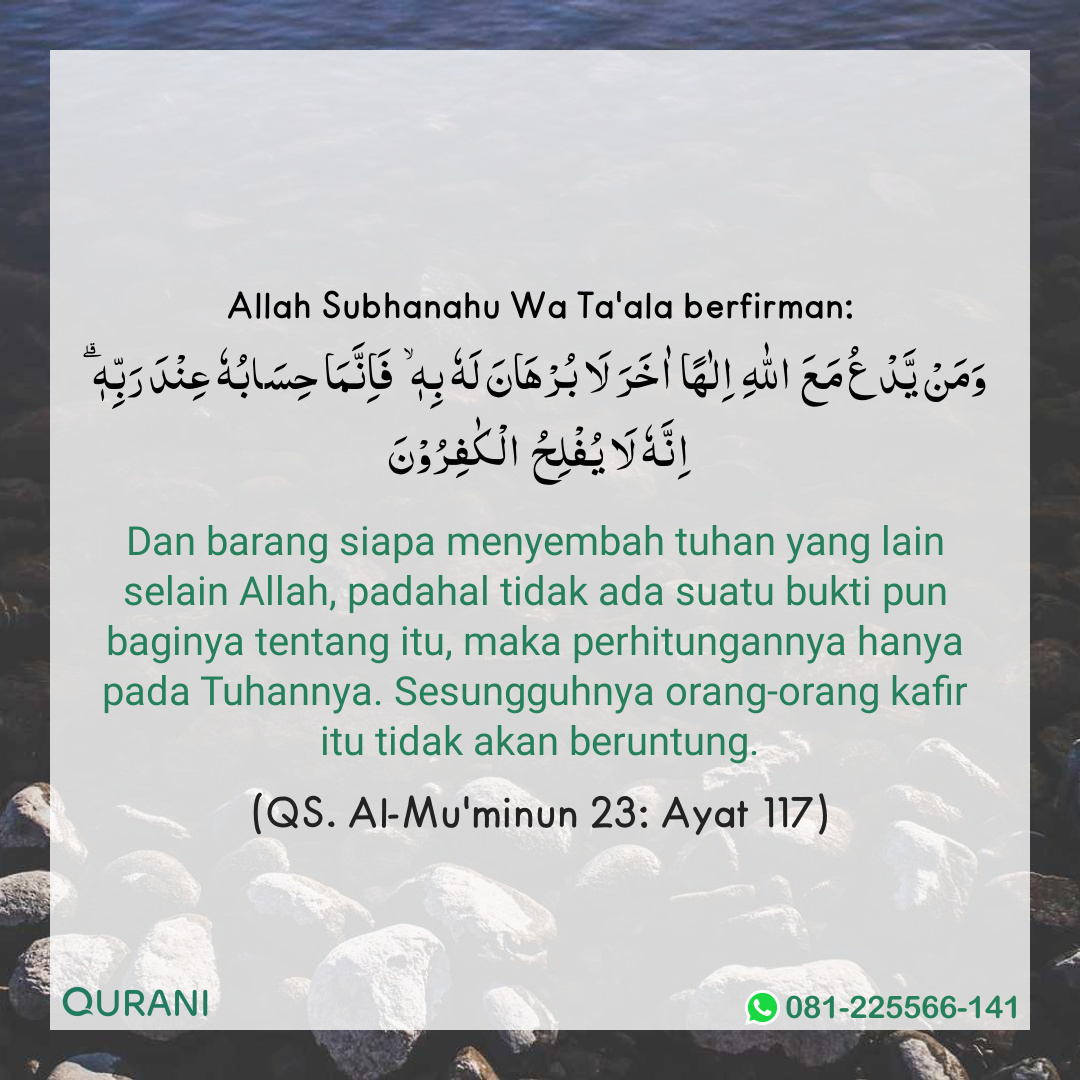 Allah Subhanahu Wa Ta'ala berfirman:
وَمَنْ يَّدْعُ مَعَ اللّٰهِ اِلٰهًا اٰخَرَ لَا بُرْهَانَ لَهٗ بِهٖۙ فَاِنَّمَا حِسَابُهٗ عِنْدَ رَبِّهٖۗ
اِنَّهٗ لَا يُفْلِحُ الْكٰفِرُوْنَ
Dan barang siapa menyembah tuhan yang lain
selain Allah, padahal tidak ada suatu bukti pun
baginya tentang itu, maka perhitungannya hanya
pada Tuhannya. Sesungguhnya orang-orang kafir
itu tidak akan beruntung.
(QS. Al-Mu'minun 23: Ayat 117)
QURANI
081-225566-141